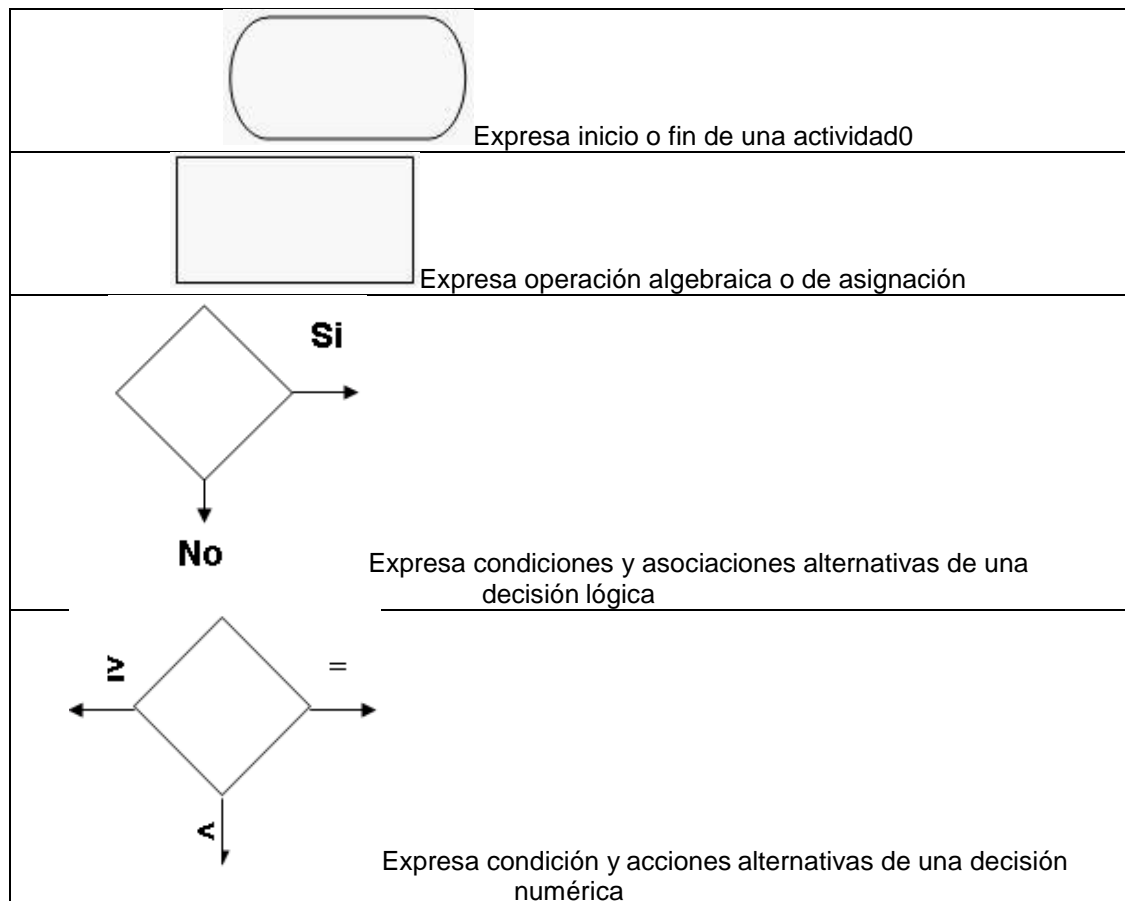 Expresa inicio o fin de una actividad0
Expresa operación algebraica o de asignación
Si
No
Expresa condiciones y asociaciones alternativas de una
decisión lógica
≥
=
<
Expresa condición y acciones alternativas de una decisión
numérica